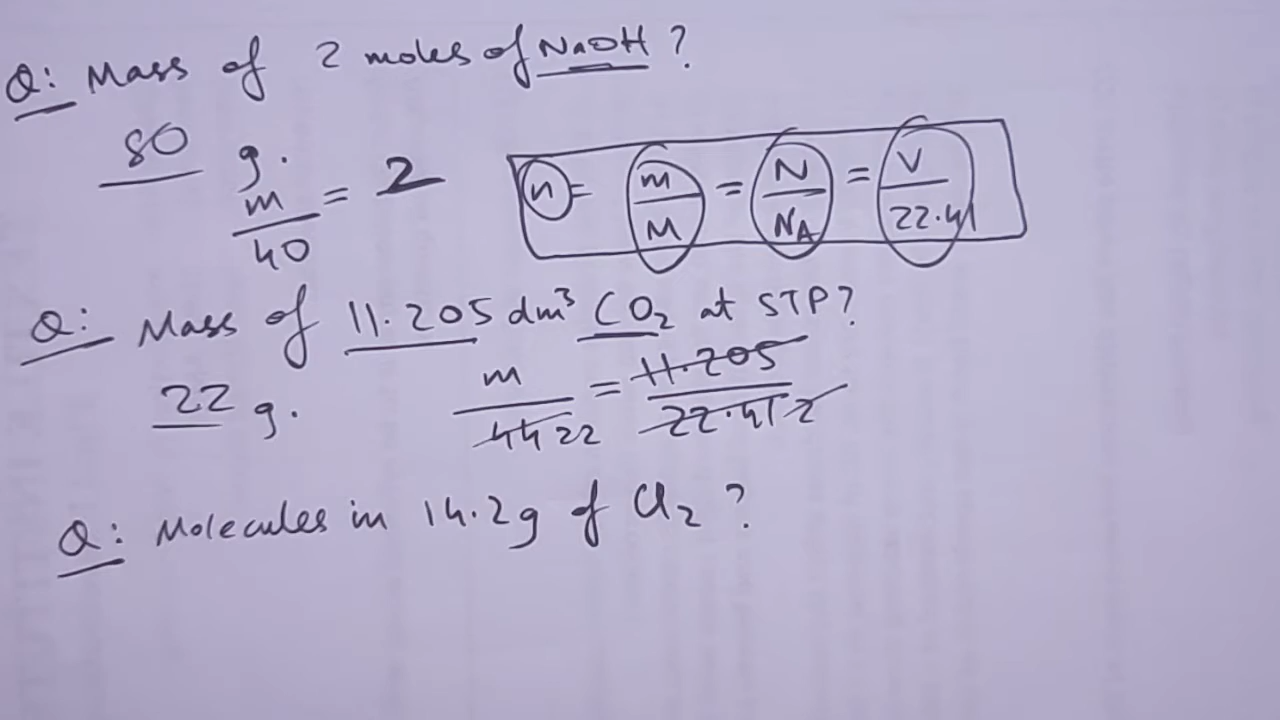 Q: Mass of 2 moles of NaOH ?
80 g.
m/40 = 2
n = m/M = N/NA = V/22.41
Q: Mass of 11.205 dm³ CO₂ at STP?
22 g.
m/44 22 = 11.205/22.41 2
Q: Molecules in 14.2g of Cl₂ ?